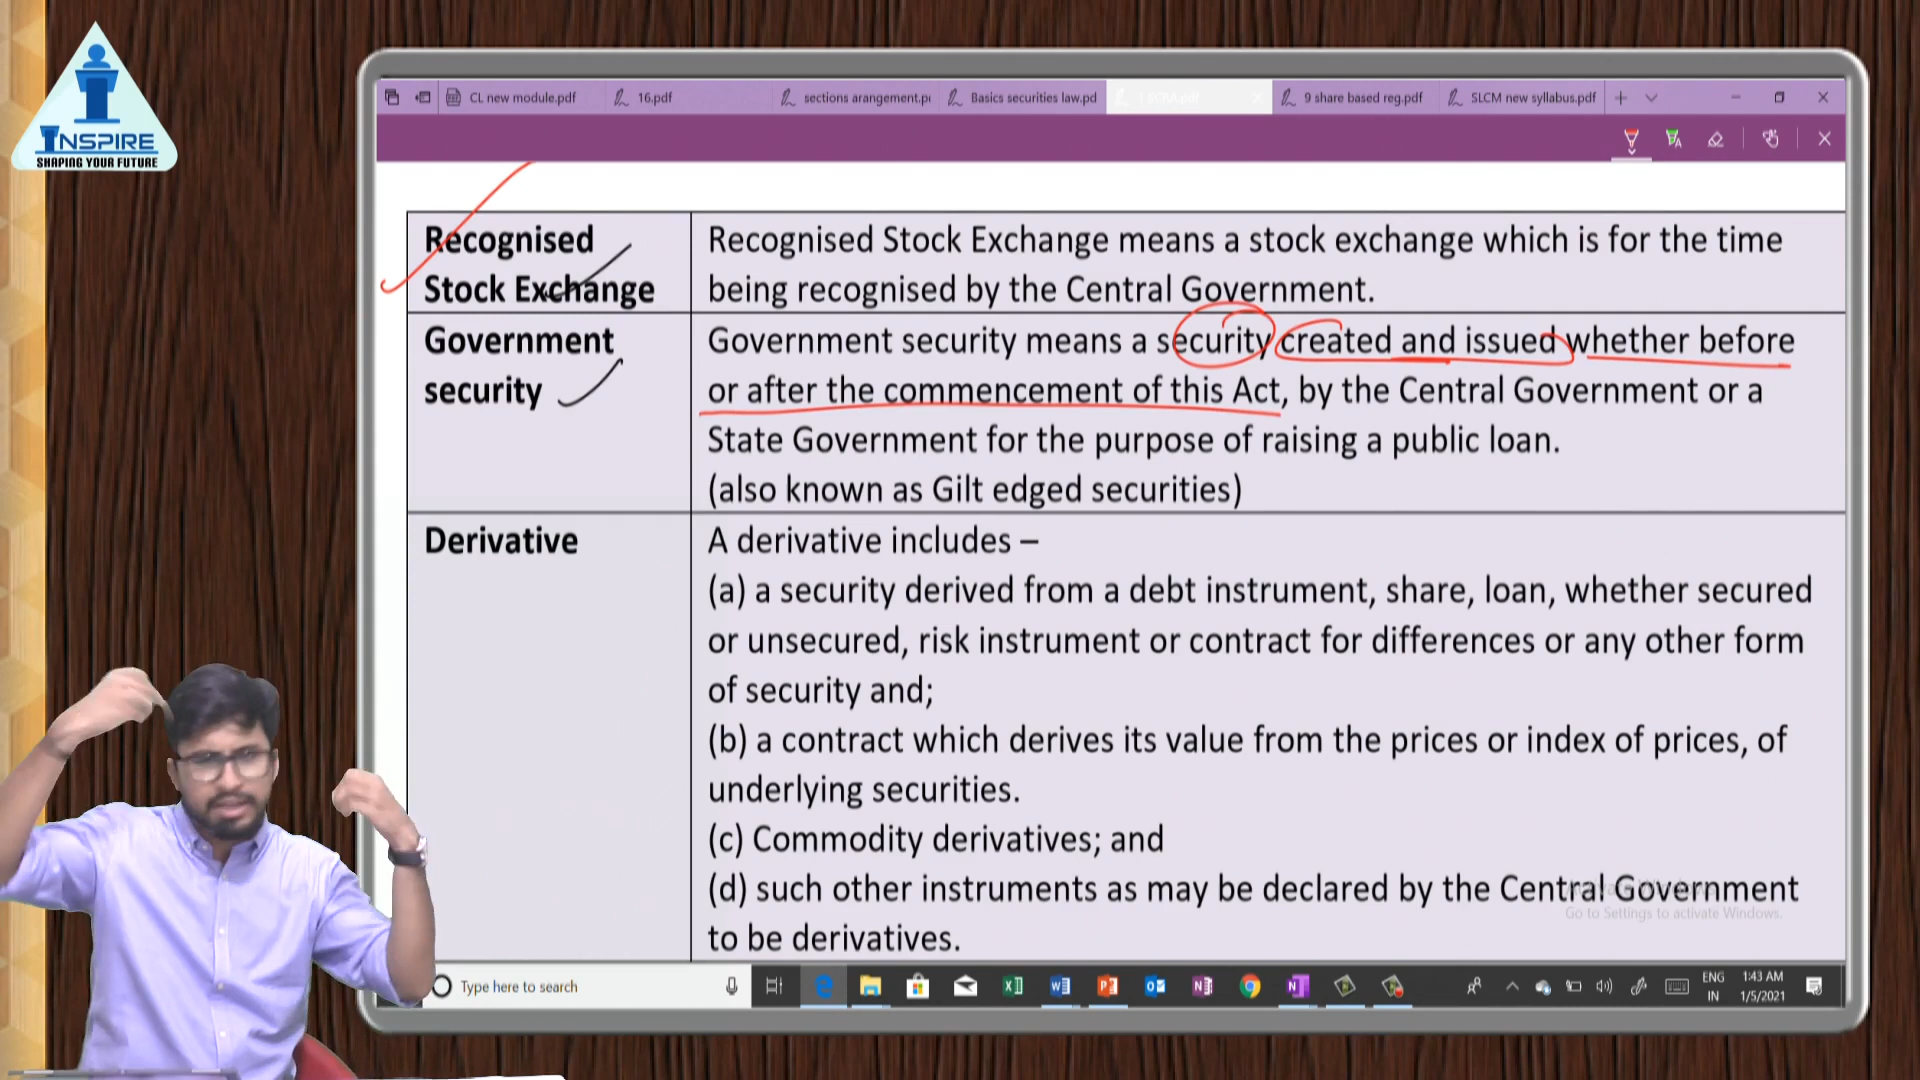 INSPIRE
SHAPING YOUR FUTURE
CL new module.pdf
16.pdf
sections arangement.p
Basics securities law.pd
9 share based reg.pdf
SLCM new syllabus.pdf
Recognised
Stock Exchange
Recognised Stock Exchange means a stock exchange which is for the time
being recognised by the Central Government.
Government
security
Government security means a security created and issued whether before
or after the commencement of this Act, by the Central Government or a
State Government for the purpose of raising a public loan.
(also known as Gilt edged securities)
Derivative
A derivative includes –
(a) a security derived from a debt instrument, share, loan, whether secured
or unsecured, risk instrument or contract for differences or any other form
of security and;
(b) a contract which derives its value from the prices or index of prices, of
underlying securities.
(c) Commodity derivatives; and
(d) such other instruments as may be declared by the Central Government
to be derivatives.
Activate Windows
Go to Settings to activate Windows.
Type here to search
ENG
IN
1:43 AM
1/5/2021